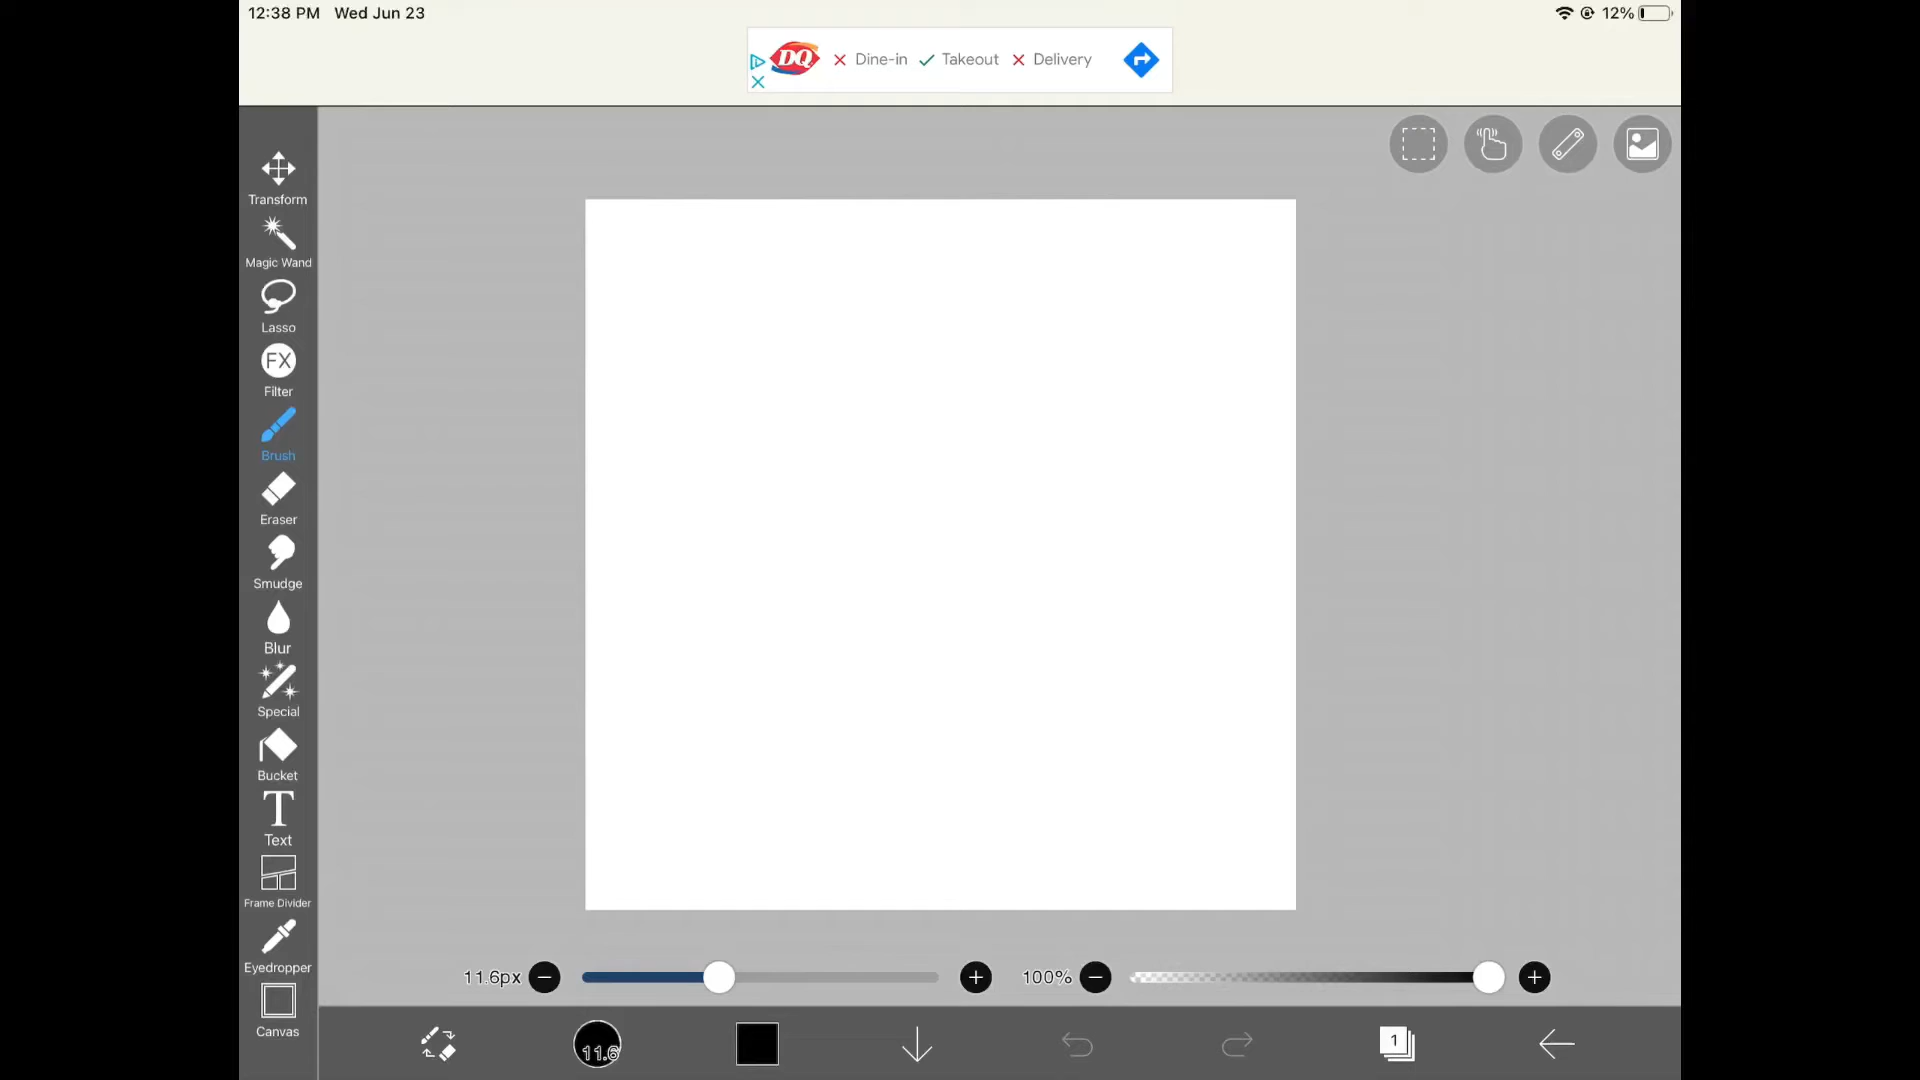 12:38 PM Wed Jun 23
12%
DQ Dine-in Takeout Delivery
Transform
Magic Wand
Lasso
FX
Filter
Brush
Eraser
Smudge
Blur
Special
Bucket
T
Text
Frame Divider
Eyedropper
Canvas
11.6px
100%
11.6
1